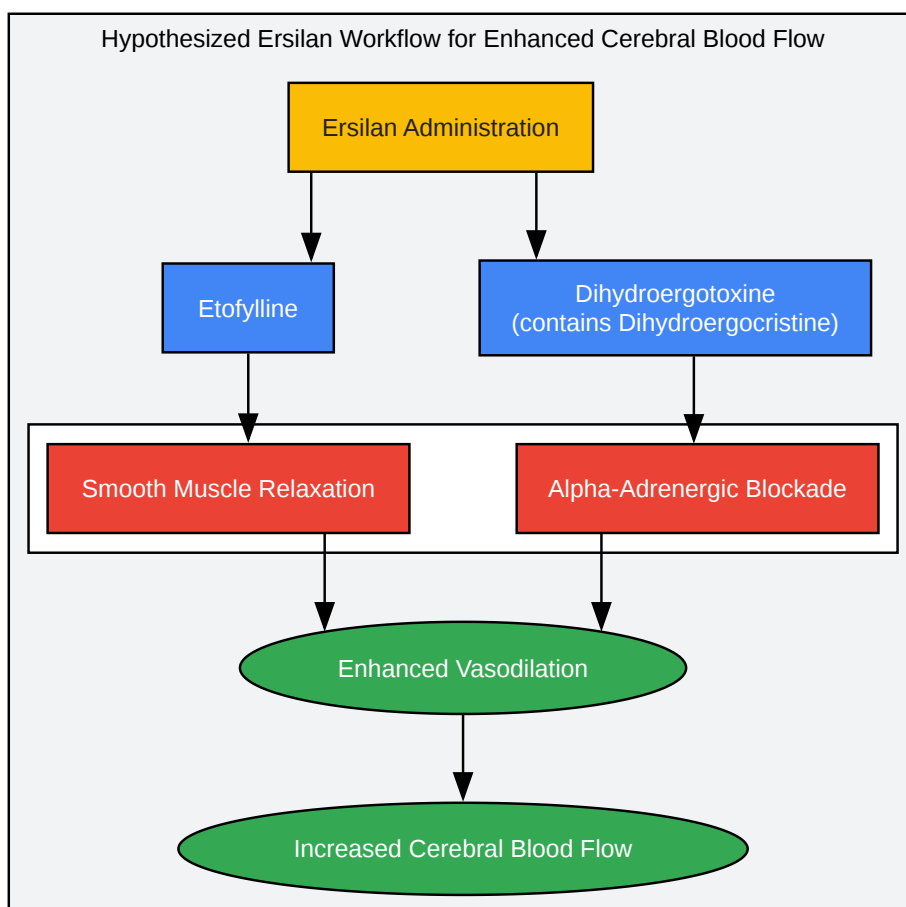 Hypothesized Ersilan Workflow for Enhanced Cerebral Blood Flow
Ersilan Administration
Etofylline
Dihydroergotoxine
(contains Dihydroergocristine)
Smooth Muscle Relaxation
Alpha-Adrenergic Blockade
Enhanced Vasodilation
Increased Cerebral Blood Flow